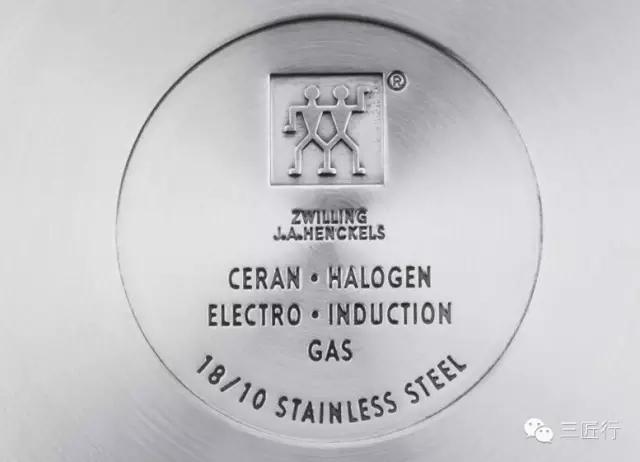 ®
ZWILLING
J.A.HENCKELS
CERAN · HALOGEN
ELECTRO · INDUCTION
GAS
18/10 STAINLESS STEEL
三匠行